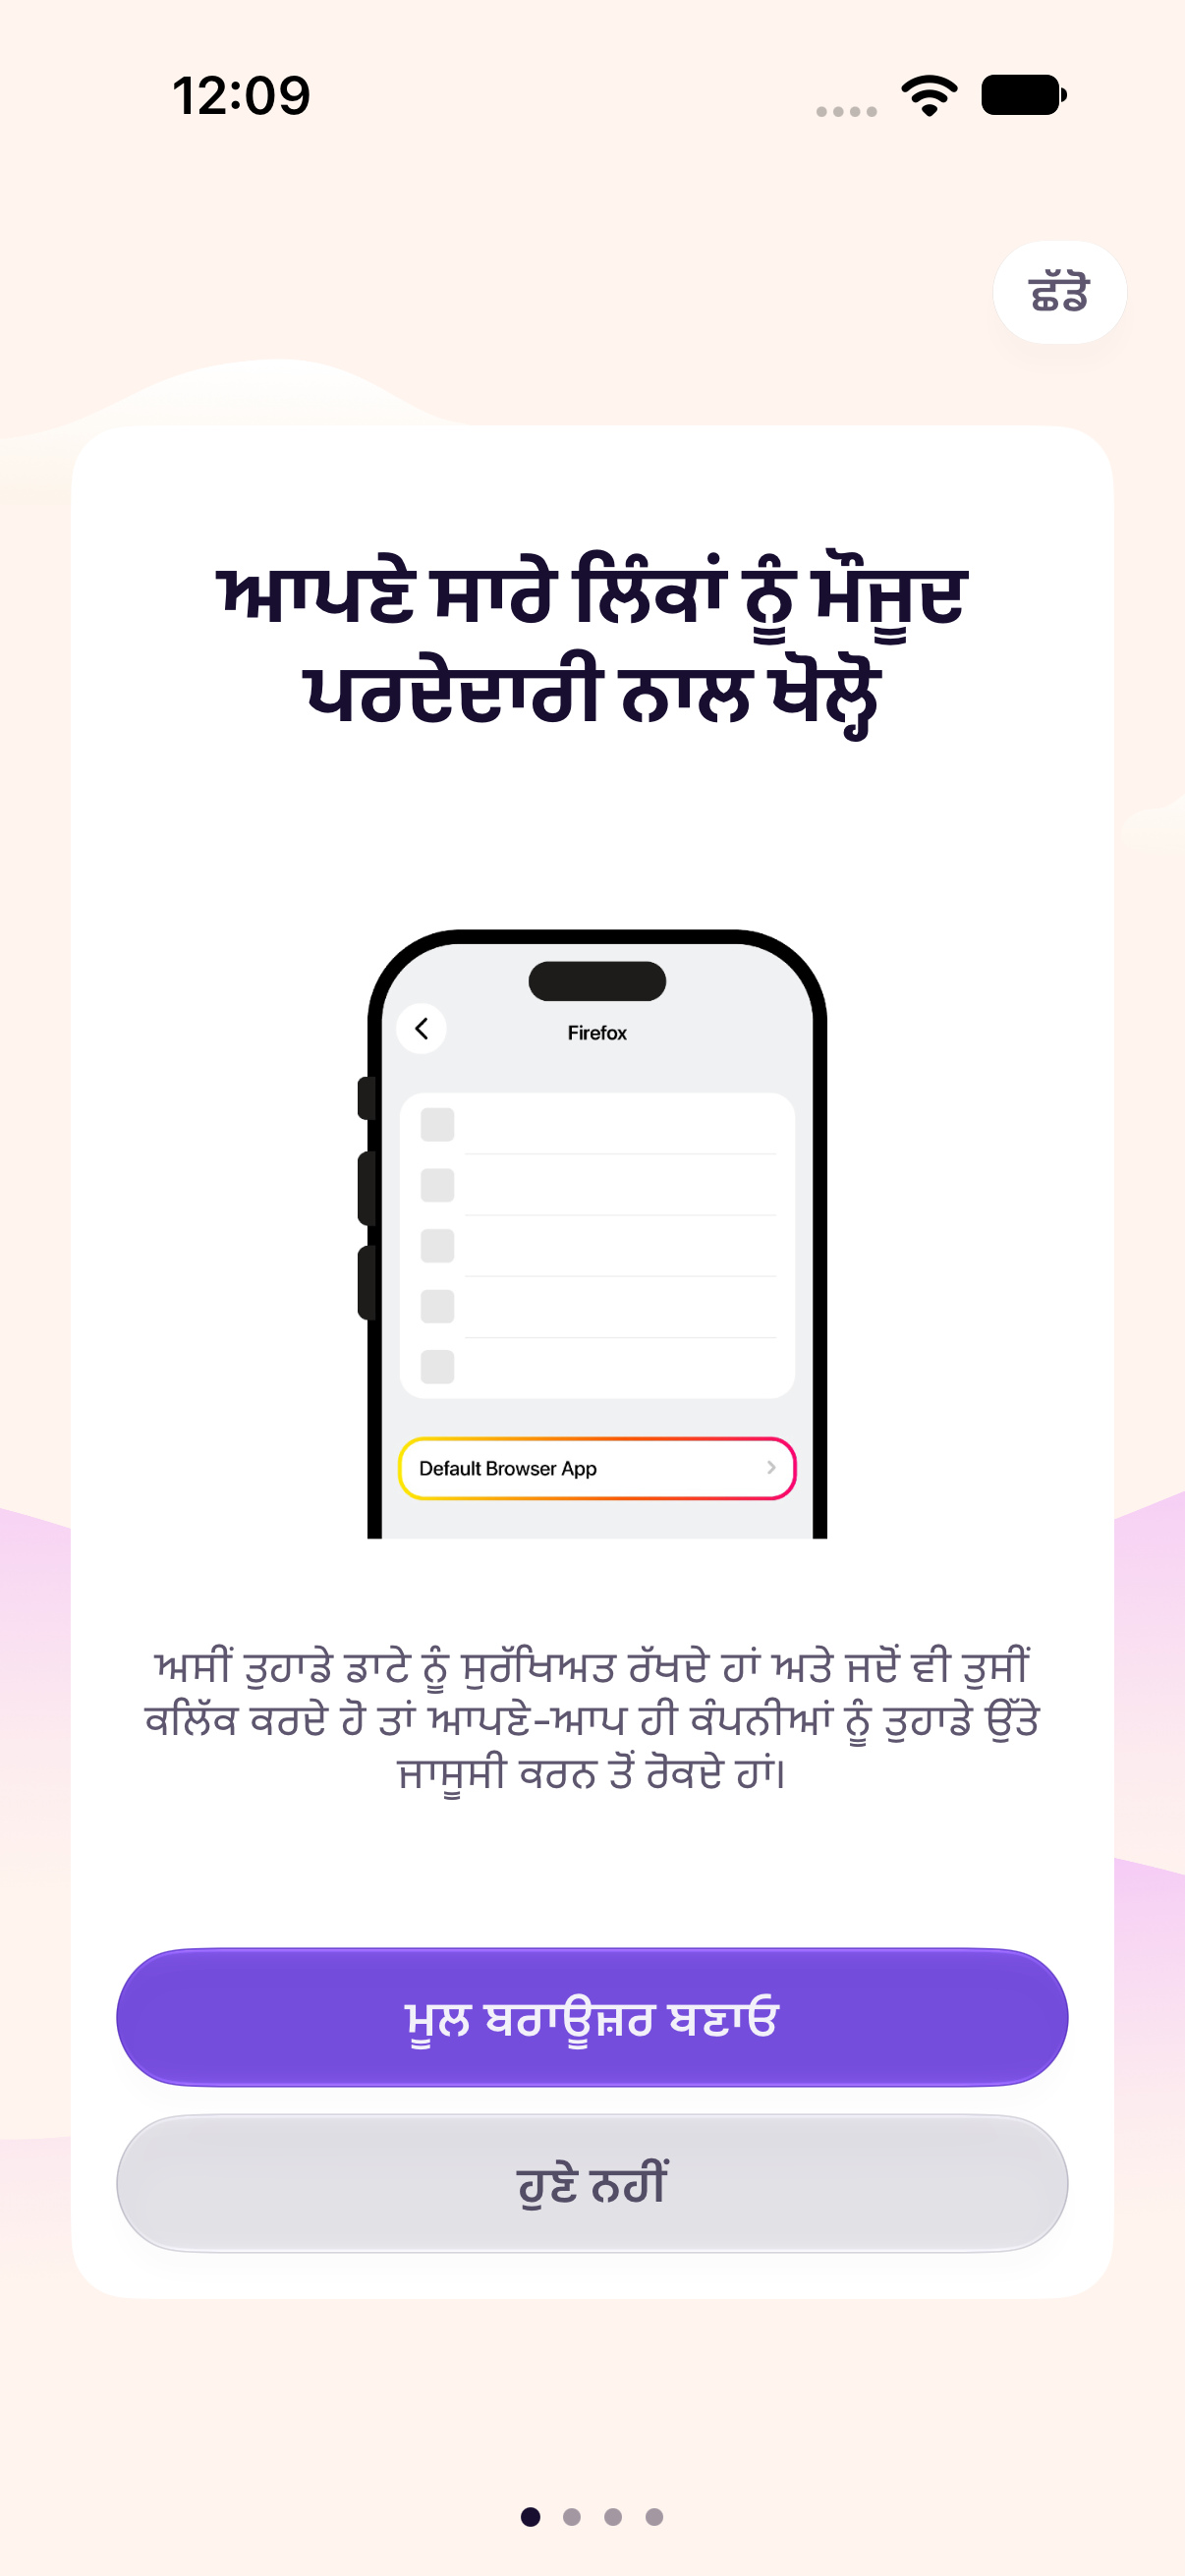 12:09
ਛੱਡੋ
ਆਪਣੇ ਸਾਰੇ ਲਿੰਕਾਂ ਨੂੰ ਮੌਜੂਦ
ਪਰਦੇਦਾਰੀ ਨਾਲ ਖੋਲ੍ਹੋ
Firefox
Default Browser App
ਅਸੀਂ ਤੁਹਾਡੇ ਡਾਟੇ ਨੂੰ ਸੁਰੱਖਿਅਤ ਰੱਖਦੇ ਹਾਂ ਅਤੇ ਜਦੋਂ ਵੀ ਤੁਸੀਂ
ਕਲਿੱਕ ਕਰਦੇ ਹੋ ਤਾਂ ਆਪਣੇ-ਆਪ ਹੀ ਕੰਪਨੀਆਂ ਨੂੰ ਤੁਹਾਡੇ ਉੱਤੇ
ਜਾਸੂਸੀ ਕਰਨ ਤੋਂ ਰੋਕਦੇ ਹਾਂ।
ਮੂਲ ਬਰਾਊਜ਼ਰ ਬਣਾਓ
ਹੁਣੇ ਨਹੀਂ